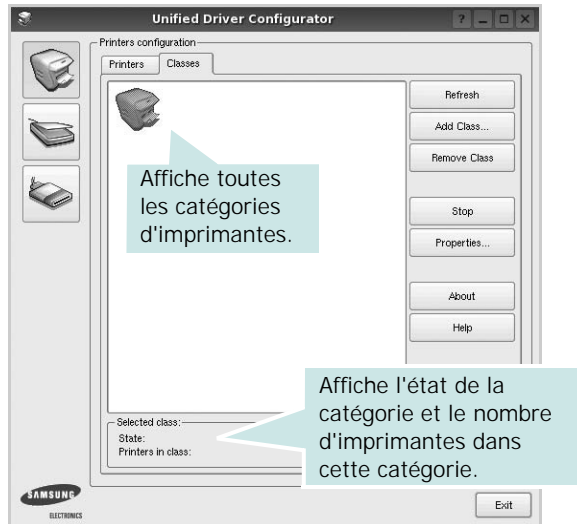 Unified Driver Configurator
?
Printers configuration
Printers
Classes
Refresh
Add Class...
Remove Class
Affiche toutes
les catégories
d'imprimantes.
Stop
Properties...
About
Help
Affiche l'état de la
catégorie et le nombre
d'imprimantes dans
cette catégorie.
Selected class:
State:
Printers in class:
SAMSUNG
ELECTRONICS
Exit